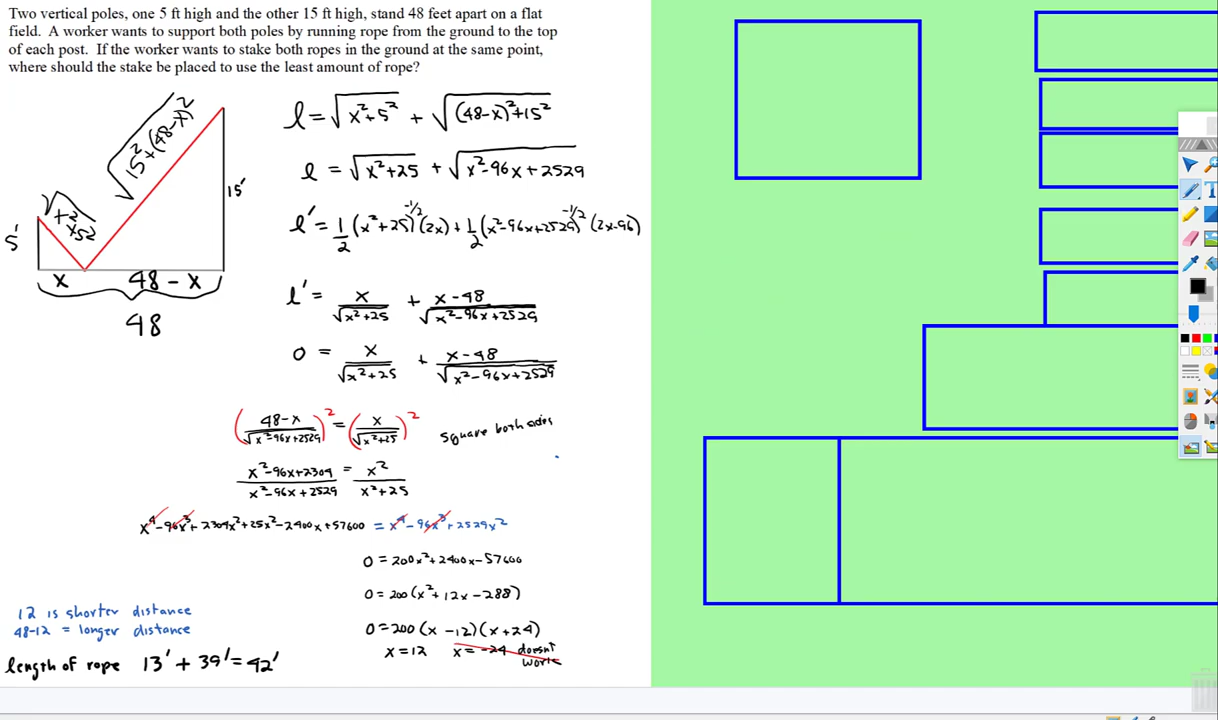 Two vertical poles, one 5 ft high and the other 15 ft high, stand 48 feet apart on a flat
field. A worker wants to support both poles by running rope from the ground to the top
of each post. If the worker wants to stake both ropes in the ground at the same point,
where should the stake be placed to use the least amount of rope?
√(15²+(48-x)²)
√(x²+5²)
5'
15'
x
48 - x
48
l = √(x²+5²) + √((48-x)²+15²)
l = √(x²+25) + √(x²-96x+2529)
l' = 1/2 (x²+25)^(-1/2) (2x) + 1/2 (x²-96x+2529)^(-1/2) (2x-96)
l' = x/√(x²+25) + (x-48)/√(x²-96x+2529)
0 = x/√(x²+25) + (x-48)/√(x²-96x+2529)
((48-x)/√(x²-96x+2529))² = (x/√(x²+25))² square both sides
(x²-96x+2304)/(x²-96x+2529) = x²/(x²+25)
x⁴-96x³+2304x²+25x²-2400x+57600 = x⁴-96x³+2529x²
0 = 200x²+2400x-57600
0 = 200(x²+12x-288)
0 = 200(x-12)(x+24)
x = 12 x = -24 doesn't work
12 is shorter distance
48-12 = longer distance
length of rope 13' + 39' = 42'
T